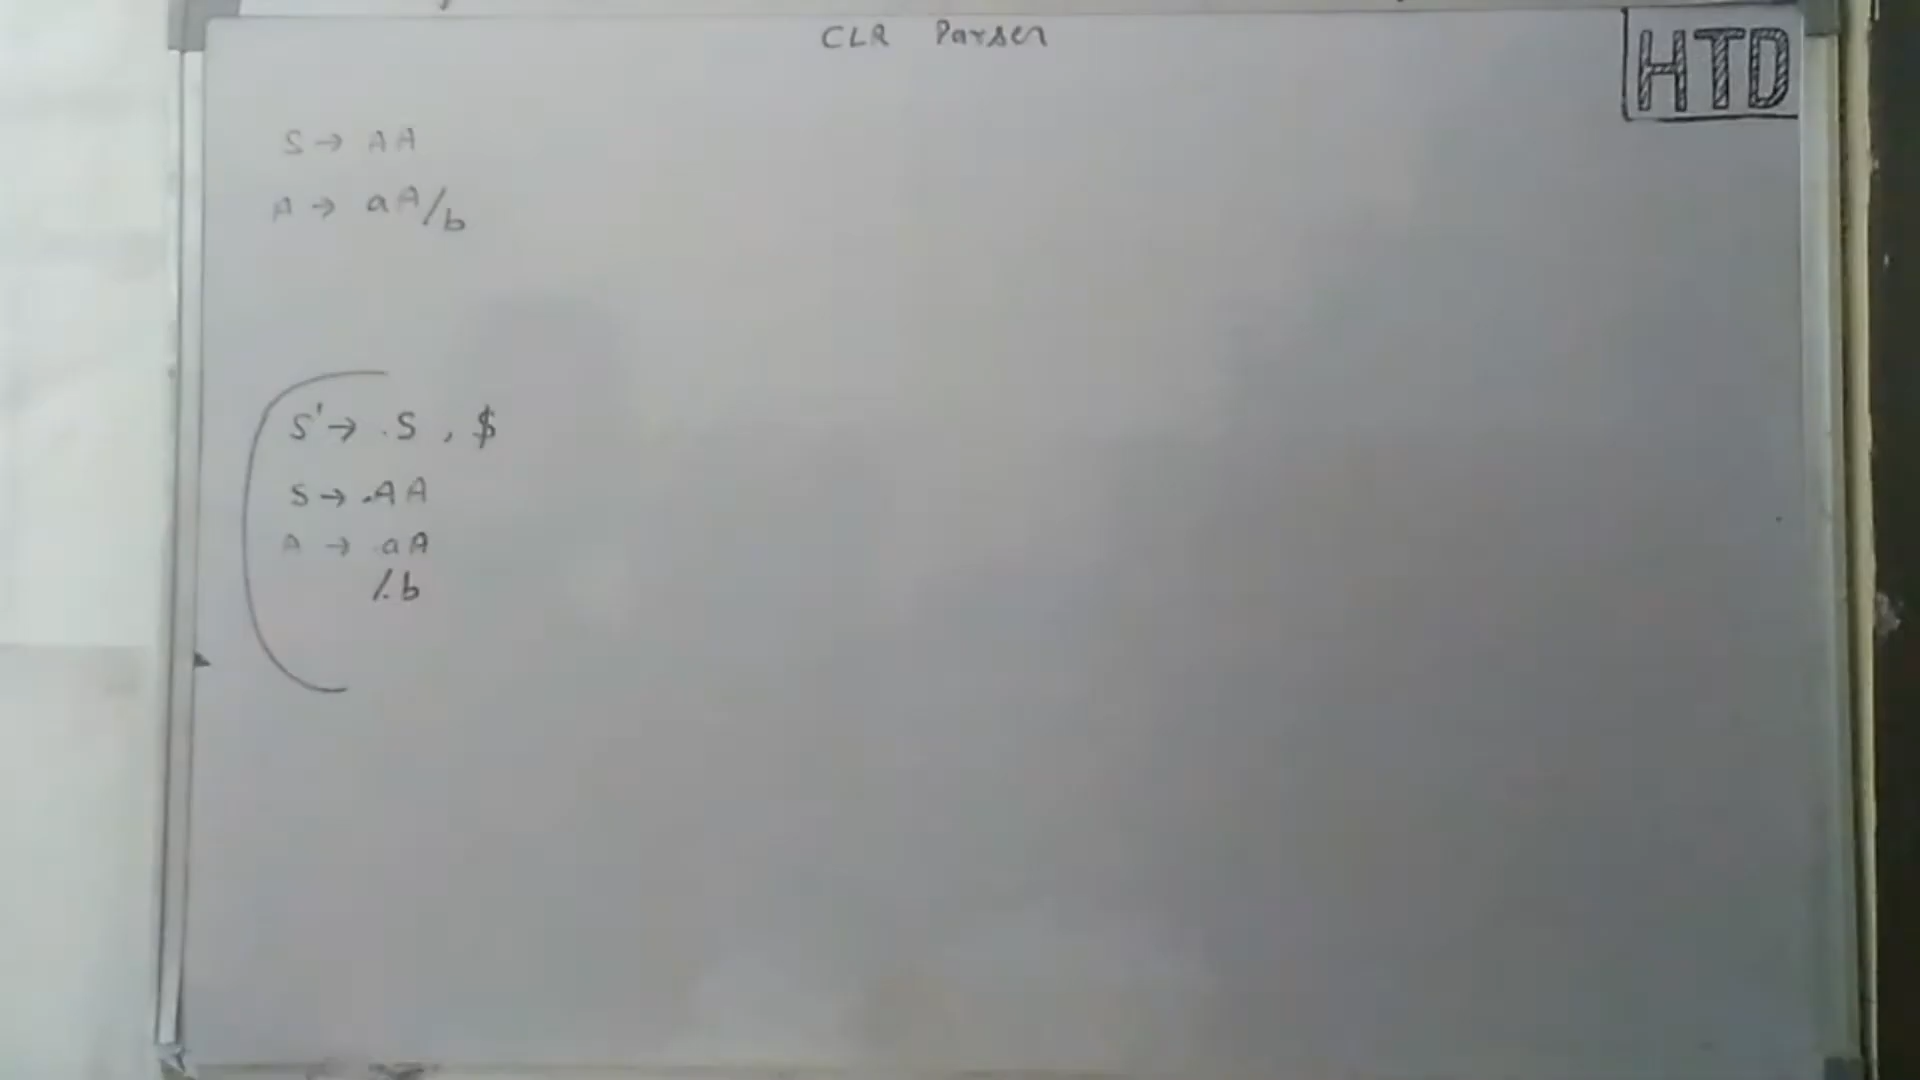 CLR Parser
HTD
S → AA
A → aA/b
S' → .S , $
S → .AA
A → .aA
/.b